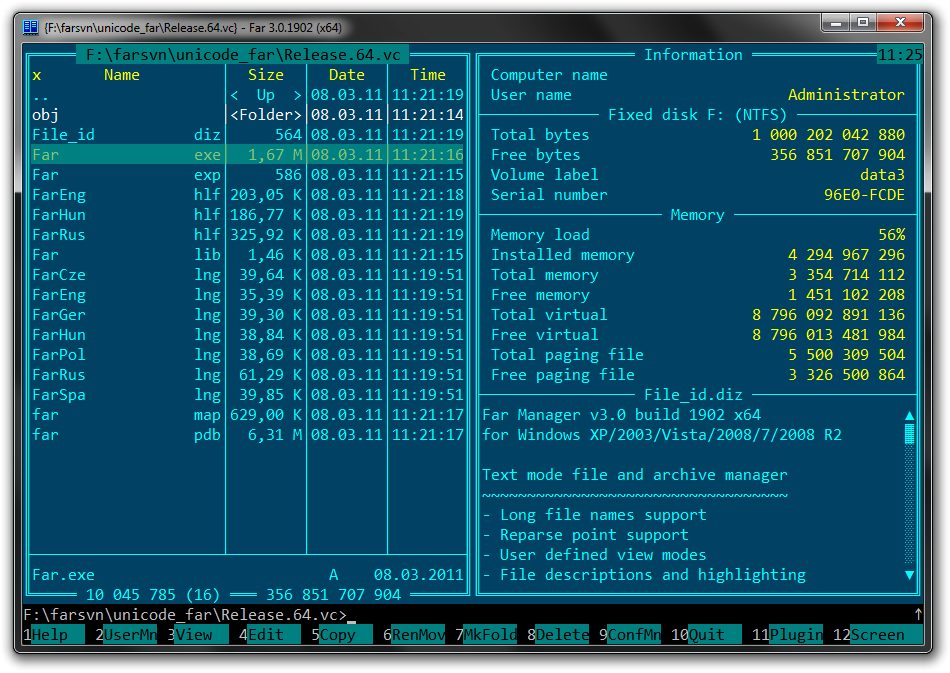 {F:\farsvn\unicode_far\Release.64.vc} - Far 3.0.1902 (x64)
F:\farsvn\unicode_far\Release.64.vc
x Name Size Date Time
.. < Up > 08.03.11 11:21:19
obj <Folder> 08.03.11 11:21:14
File_id diz 564 08.03.11 11:21:19
Far exe 1,67 M 08.03.11 11:21:16
Far exp 586 08.03.11 11:21:15
FarEng hlf 203,05 K 08.03.11 11:21:18
FarHun hlf 186,77 K 08.03.11 11:21:19
FarRus hlf 325,92 K 08.03.11 11:21:19
Far lib 1,46 K 08.03.11 11:21:15
FarCze lng 39,64 K 08.03.11 11:19:51
FarEng lng 35,39 K 08.03.11 11:19:51
FarGer lng 39,30 K 08.03.11 11:19:51
FarHun lng 38,84 K 08.03.11 11:19:51
FarPol lng 38,69 K 08.03.11 11:19:51
FarRus lng 61,29 K 08.03.11 11:19:51
FarSpa lng 39,85 K 08.03.11 11:19:51
far map 629,00 K 08.03.11 11:21:17
far pdb 6,31 M 08.03.11 11:21:17
Far.exe A 08.03.2011
10 045 785 (16) 356 851 707 904
Information 11:25
Computer name
User name Administrator
Fixed disk F: (NTFS)
Total bytes 1 000 202 042 880
Free bytes 356 851 707 904
Volume label data3
Serial number 96E0-FCDE
Memory
Memory load 56%
Installed memory 4 294 967 296
Total memory 3 354 714 112
Free memory 1 451 102 208
Total virtual 8 796 092 891 136
Free virtual 8 796 013 481 984
Total paging file 5 500 309 504
Free paging file 3 326 500 864
File_id.diz
Far Manager v3.0 build 1902 x64
for Windows XP/2003/Vista/2008/7/2008 R2
Text mode file and archive manager
~~~~~~~~~~~~~~~~~~~~~~~~~~~~~~~~~~
- Long file names support
- Reparse point support
- User defined view modes
- File descriptions and highlighting
F:\farsvn\unicode_far\Release.64.vc>_
1Help 2UserMn 3View 4Edit 5Copy 6RenMov 7MkFold 8Delete 9ConfMn 10Quit 11Plugin 12Screen